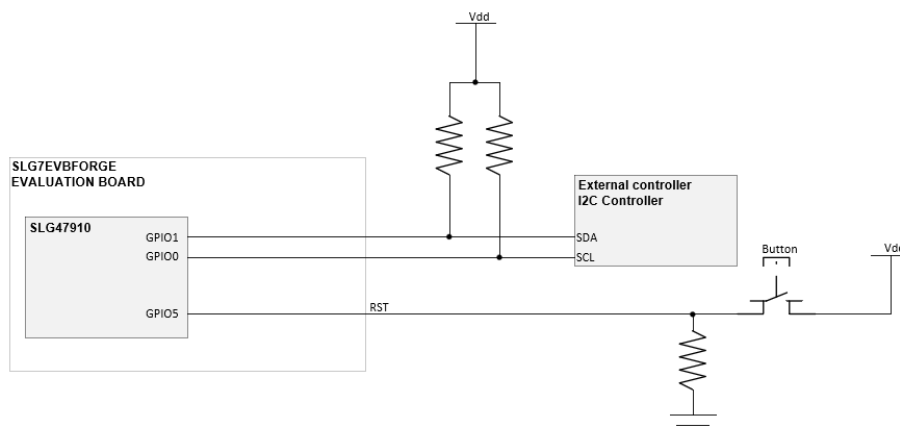 Vdd
SLG7EVBFORGE
EVALUATION BOARD
External controller
I2C Controller
SLG47910
GPIO1
SDA
GPIO0
SCL
Button
GPIO5
RST